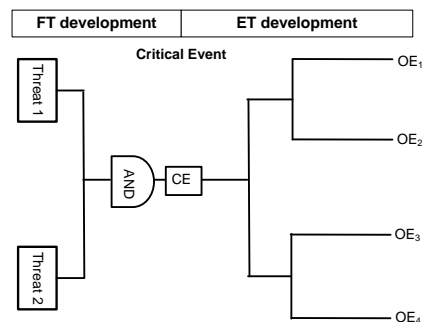 FT development ET development
Critical Event
Threat 1
Threat 2
AND
CE
OE₁
OE₂
OE₃
OE₄